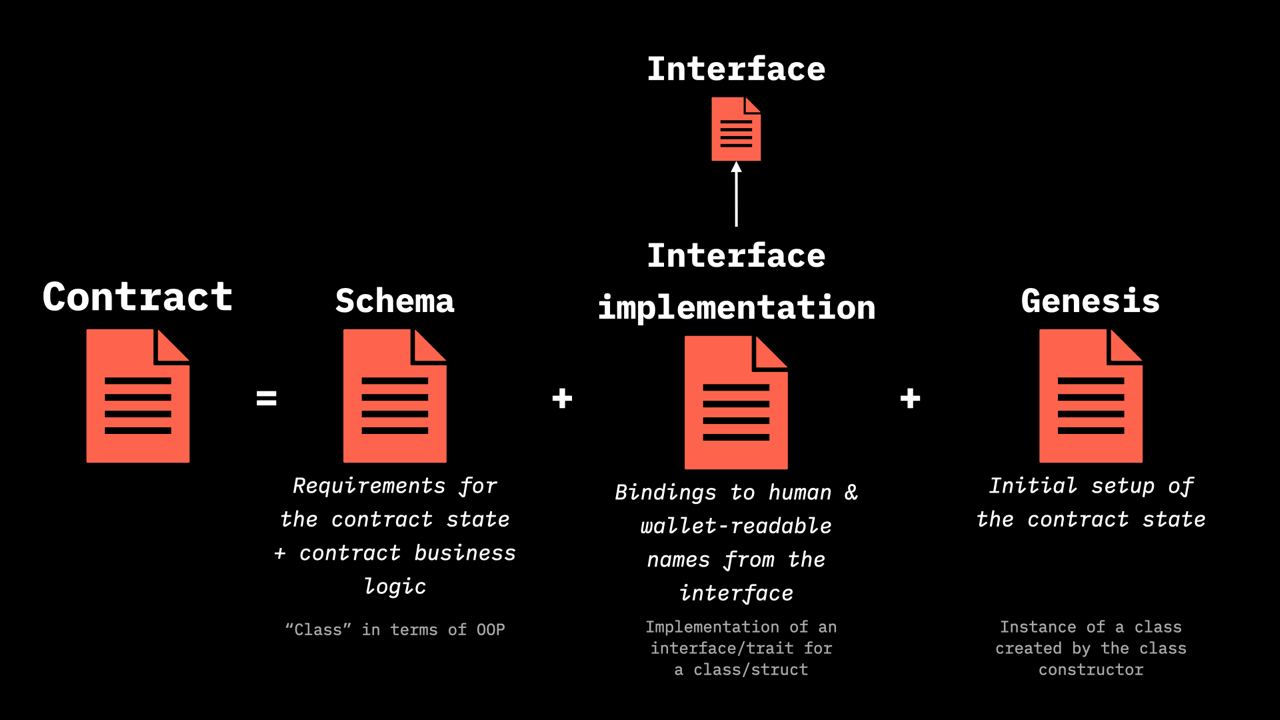 Interface
Interface
implementation
Contract
=
Schema
+
+
Genesis
Requirements for
the contract state
+ contract business
logic
“Class” in terms of OOP
Bindings to human &
wallet-readable
names from the
interface
Implementation of an
interface/trait for
a class/struct
Initial setup of
the contract state
Instance of a class
created by the class
constructor